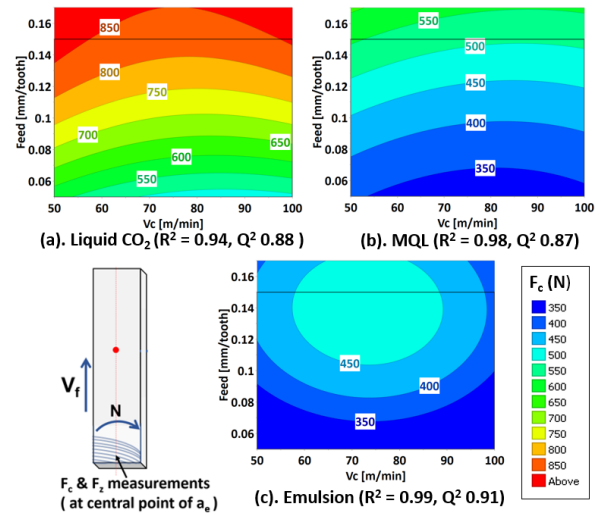 Feed [mm/tooth]
0.16
0.14
0.12
0.1
0.08
0.06
850
800
750
700
650
600
550
50 60 70 80 90 100
Vc [m/min]
(a). Liquid CO₂ (R² = 0.94, Q² 0.88 )
Feed [mm/tooth]
0.16
0.14
0.12
0.1
0.08
0.06
550
500
450
400
350
50 60 70 80 90 100
Vc [m/min]
(b). MQL (R² = 0.98, Q² 0.87)
V_f
N
F_c & F_z measurements
( at central point of a_e )
Feed [mm/tooth]
0.16
0.14
0.12
0.1
0.08
0.06
450
400
350
50 60 70 80 90 100
Vc [m/min]
(c). Emulsion (R² = 0.99, Q² 0.91)
F_c (N)
350
400
450
500
550
600
650
700
750
800
850
Above